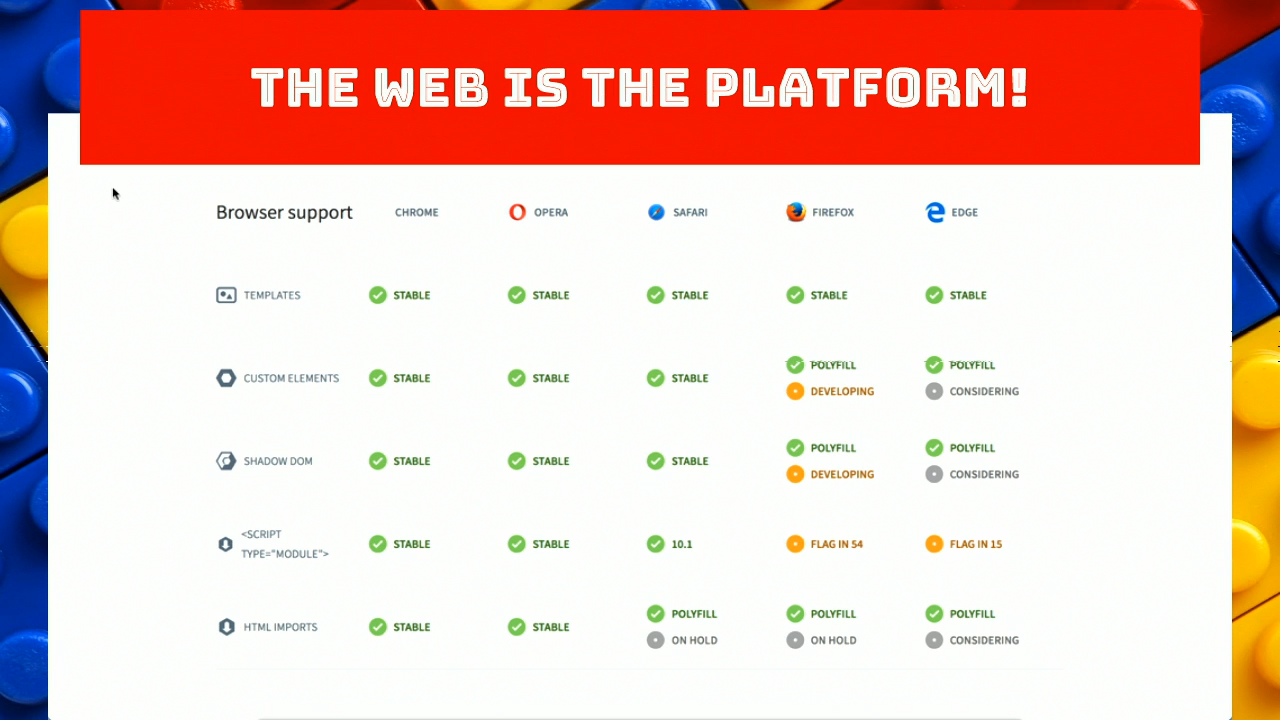 THE WEB IS THE PLATFORM!
Browser support CHROME OPERA SAFARI FIREFOX EDGE
TEMPLATES STABLE STABLE STABLE STABLE STABLE
POLYFILL POLYFILL
CUSTOM ELEMENTS STABLE STABLE STABLE
DEVELOPING CONSIDERING
POLYFILL POLYFILL
SHADOW DOM STABLE STABLE STABLE
DEVELOPING CONSIDERING
<SCRIPT
TYPE="MODULE"> STABLE STABLE 10.1 FLAG IN 54 FLAG IN 15
POLYFILL POLYFILL POLYFILL
HTML IMPORTS STABLE STABLE
ON HOLD ON HOLD CONSIDERING